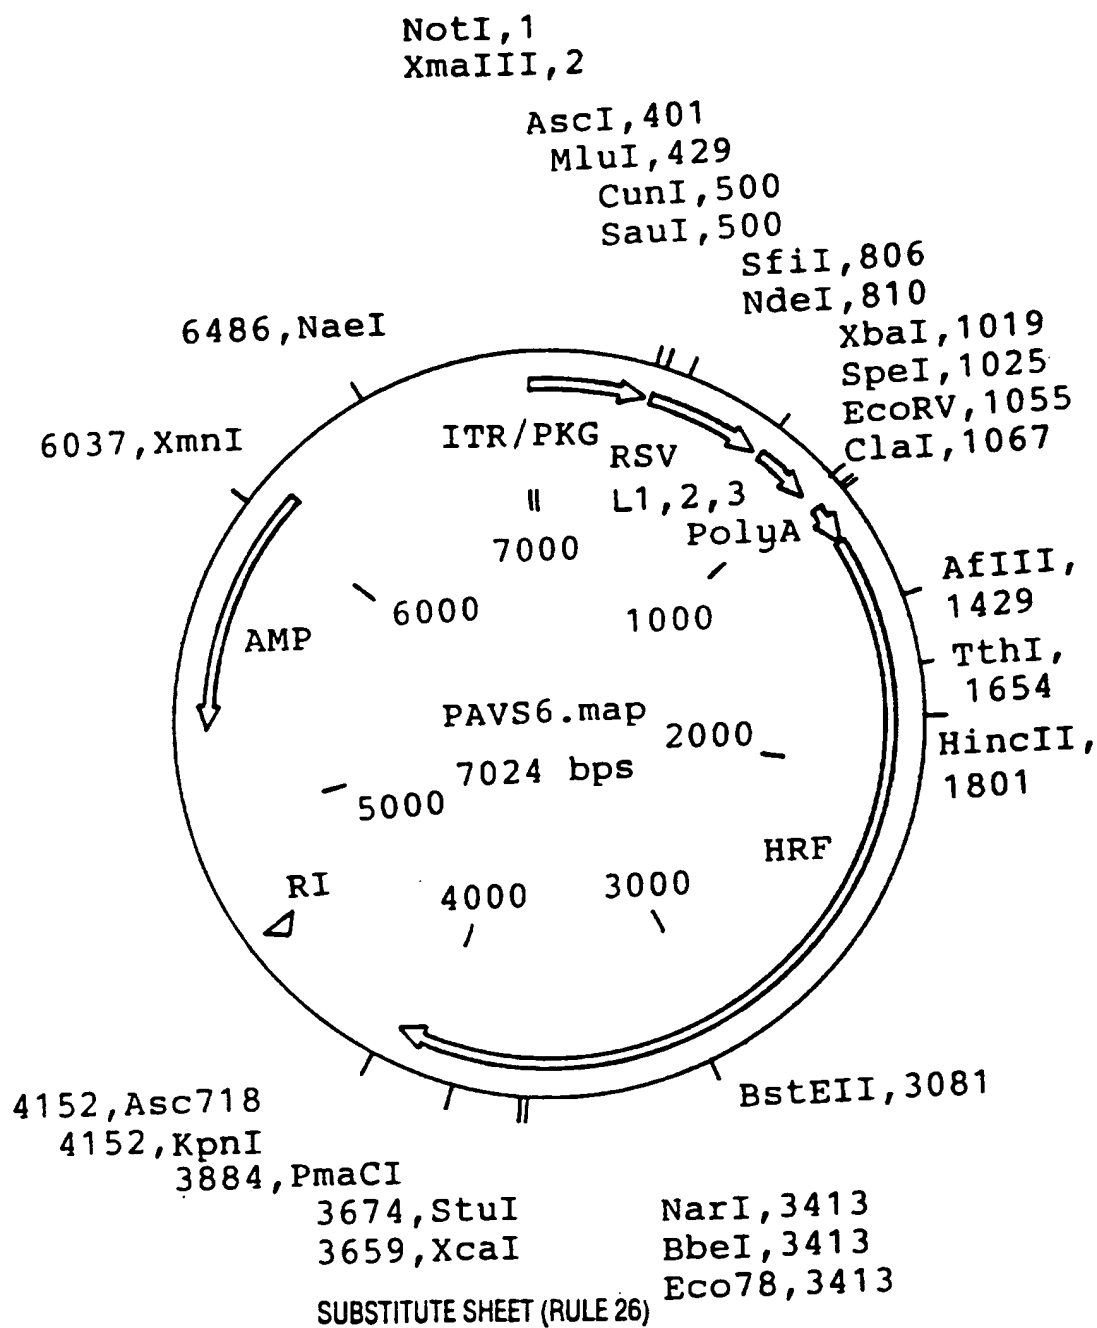 NotI,1
XmaIII,2
AscI,401
MluI,429
CunI,500
SauI,500
SfiI,806
NdeI,810
XbaI,1019
SpeI,1025
EcoRV,1055
ClaI,1067
6486,NaeI
6037,XmnI
ITR/PKG
RSV
L1,2,3
PolyA
7000
1000
6000
AMP
AfIII,
1429
TthI,
1654
HincII,
1801
PAVS6.map
7024 bps
2000
5000
HRF
RI
4000
3000
BstEII,3081
4152,Asc718
4152,KpnI
3884,PmaCI
3674,StuI
3659,XcaI
NarI,3413
BbeI,3413
Eco78,3413
SUBSTITUTE SHEET (RULE 26)